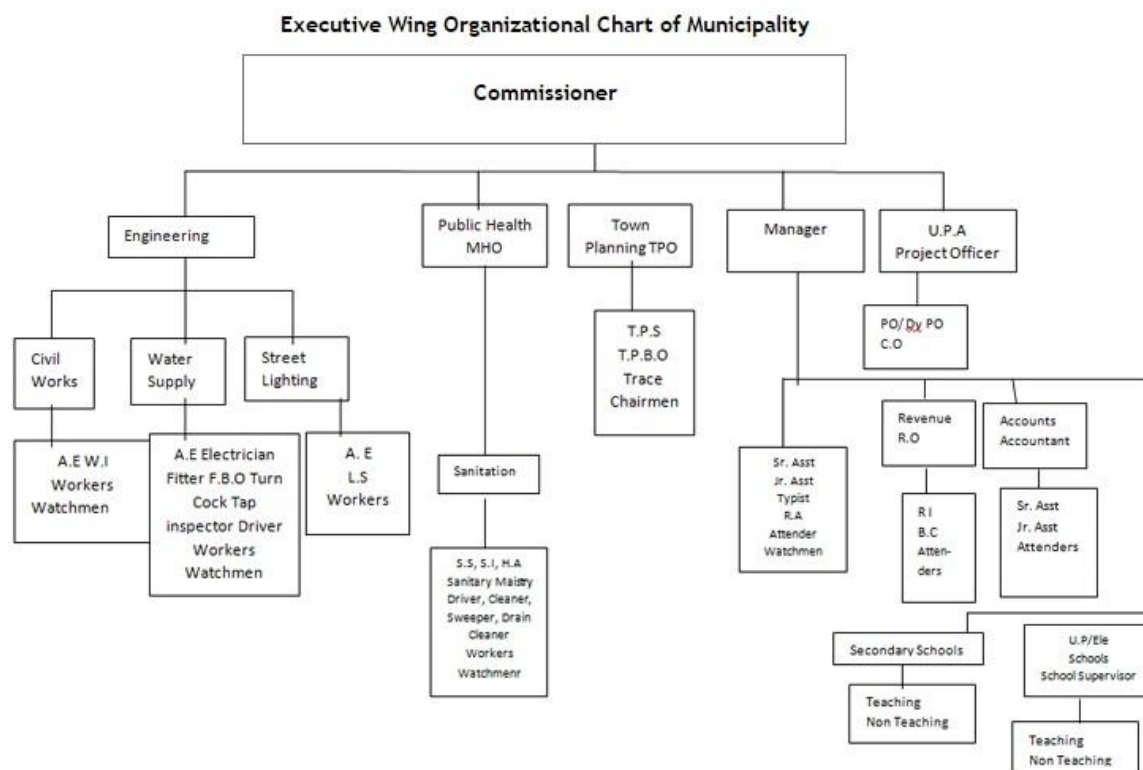 Executive Wing Organizational Chart of Municipality
Commissioner
Engineering
Public Health
MHO
Town
Planning TPO
Manager
U.P.A
Project Officer
Civil
Works
Water
Supply
Street
Lighting
T.P.S
T.P.B.O
Trace
Chairmen
PO/Dy PO
C.O
A.E W.I
Workers
Watchmen
A.E Electrician
Fitter F.B.O Turn
Cock Tap
inspector Driver
Workers
Watchmen
A. E
L.S
Workers
Sanitation
S.S, S.I, H.A
Sanitary Maistry
Driver, Cleaner,
Sweeper, Drain
Cleaner
Workers
Watchmenr
Sr. Asst
Jr. Asst
Typist
R.A
Attender
Watchmen
Revenue
R.O
Accounts
Accountant
R I
B.C
Atten-
ders
Sr. Asst
Jr. Asst
Attenders
Secondary Schools
U.P/Ele
Schools
School Supervisor
Teaching
Non Teaching
Teaching
Non Teaching